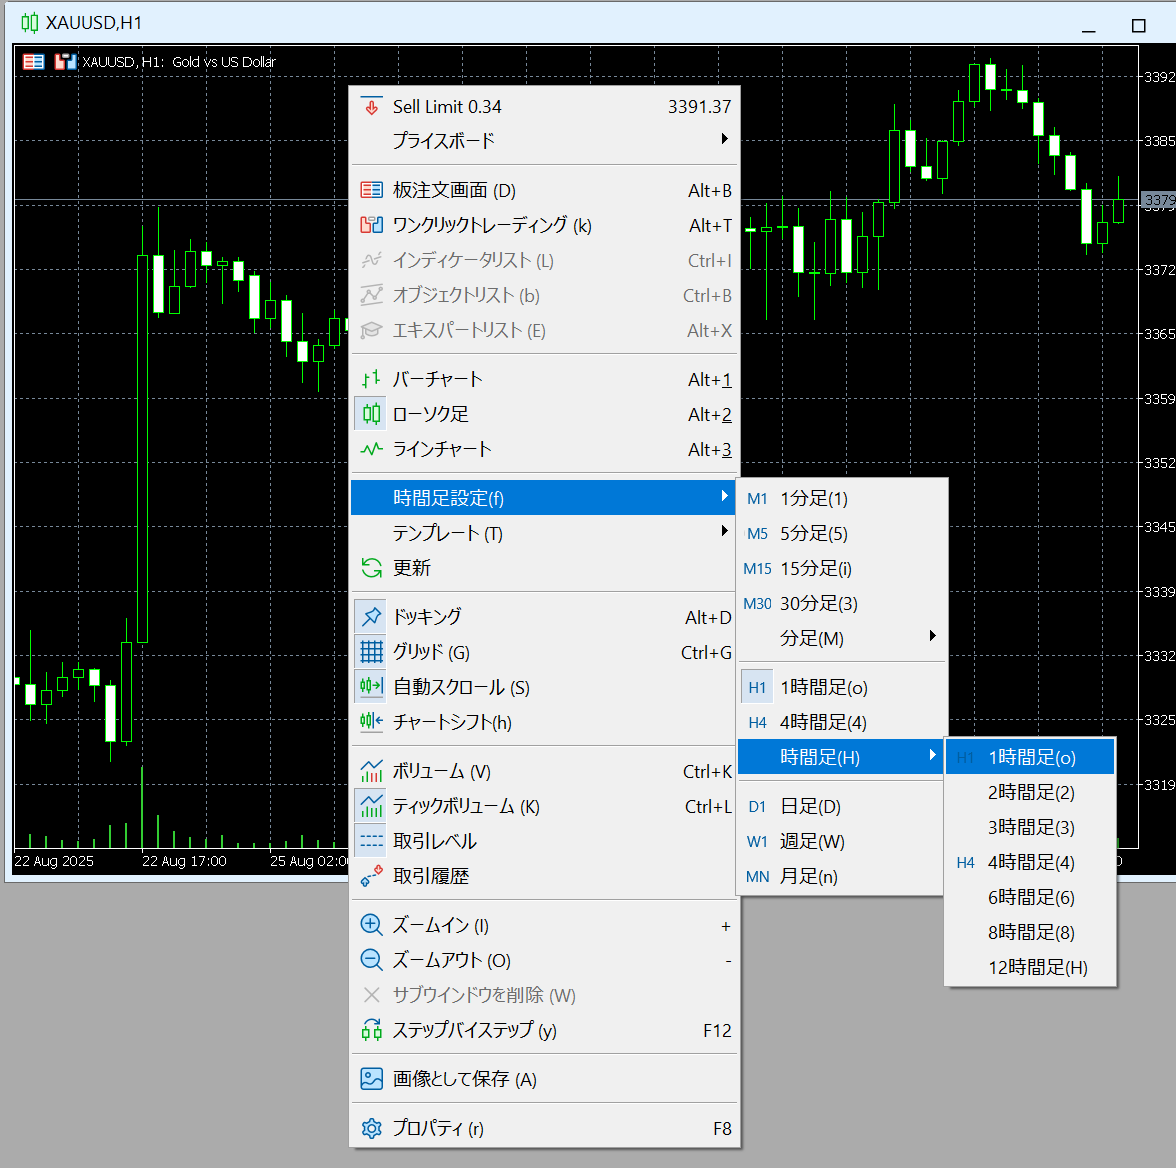 XAUUSD,H1
XAUUSD, H1: Gold vs US Dollar
Sell Limit 0.34 3391.37
プライスボード
板注文画面 (D) Alt+B
ワンクリックトレーディング (k) Alt+T
インディケータリスト (L) Ctrl+I
オブジェクトリスト (b) Ctrl+B
エキスパートリスト (E) Alt+X
バーチャート Alt+1
ローソク足 Alt+2
ラインチャート Alt+3
時間足設定(f)
テンプレート (T)
更新
ドッキング Alt+D
グリッド (G) Ctrl+G
自動スクロール (S)
チャートシフト(h)
ボリューム (V) Ctrl+K
ティックボリューム (K) Ctrl+L
取引レベル
取引履歴
ズームイン (I) +
ズームアウト (O) -
サブウインドウを削除 (W)
ステップバイステップ (y) F12
画像として保存 (A)
プロパティ (r) F8
M1 1分足(1)
M5 5分足(5)
M15 15分足(i)
M30 30分足(3)
分足(M)
H1 1時間足(o)
H4 4時間足(4)
時間足(H)
D1 日足(D)
W1 週足(W)
MN 月足(n)
H1 1時間足(o)
2時間足(2)
3時間足(3)
H4 4時間足(4)
6時間足(6)
8時間足(8)
12時間足(H)
3392
3385
3379
3372
3365
3359
3352
3345
3339
3332
3325
3319
22 Aug 2025 22 Aug 17:00 25 Aug 02:0